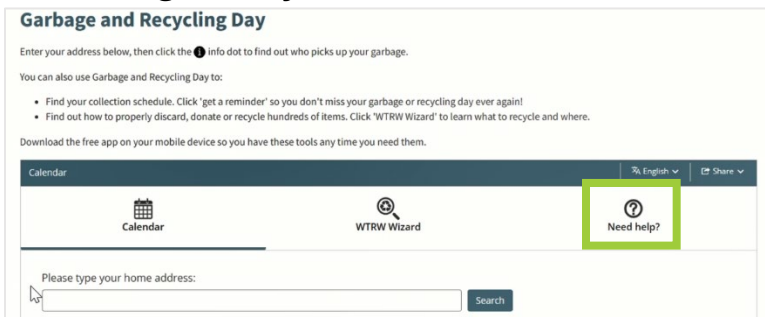 Garbage and Recycling Day
Enter your address below, then click the i info dot to find out who picks up your garbage.
You can also use Garbage and Recycling Day to:
• Find your collection schedule. Click 'get a reminder' so you don't miss your garbage or recycling day ever again!
• Find out how to properly discard, donate or recycle hundreds of items. Click 'WTRW Wizard' to learn what to recycle and where.
Download the free app on your mobile device so you have these tools any time you need them.
Calendar English Share
Calendar WTRW Wizard Need help?
Please type your home address:
Search